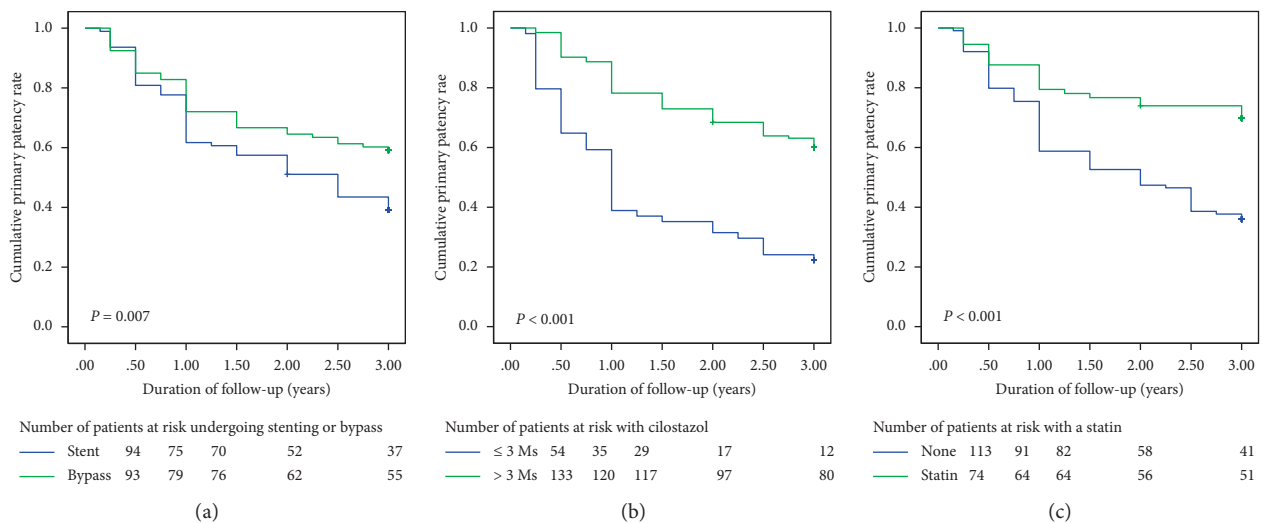 1.0
0.8
0.6
0.4
0.2
0.0
Cumulative primary patency rate
P = 0.007
.00 .50 1.00 1.50 2.00 2.50 3.00
Duration of follow-up (years)
Number of patients at risk undergoing stenting or bypass
Stent 94 75 70 52 37
Bypass 93 79 76 62 55
(a)
1.0
0.8
0.6
0.4
0.2
0.0
Cumulative primary patency rae
P < 0.001
.00 .50 1.00 1.50 2.00 2.50 3.00
Duration of follow-up (years)
Number of patients at risk with cilostazol
≤ 3 Ms 54 35 29 17 12
> 3 Ms 133 120 117 97 80
(b)
1.0
0.8
0.6
0.4
0.2
0.0
Cumulative primary patency rate
P < 0.001
.00 .50 1.00 1.50 2.00 2.50 3.00
Duration of follow-up (years)
Number of patients at risk with a statin
None 113 91 82 58 41
Statin 74 64 64 56 51
(c)